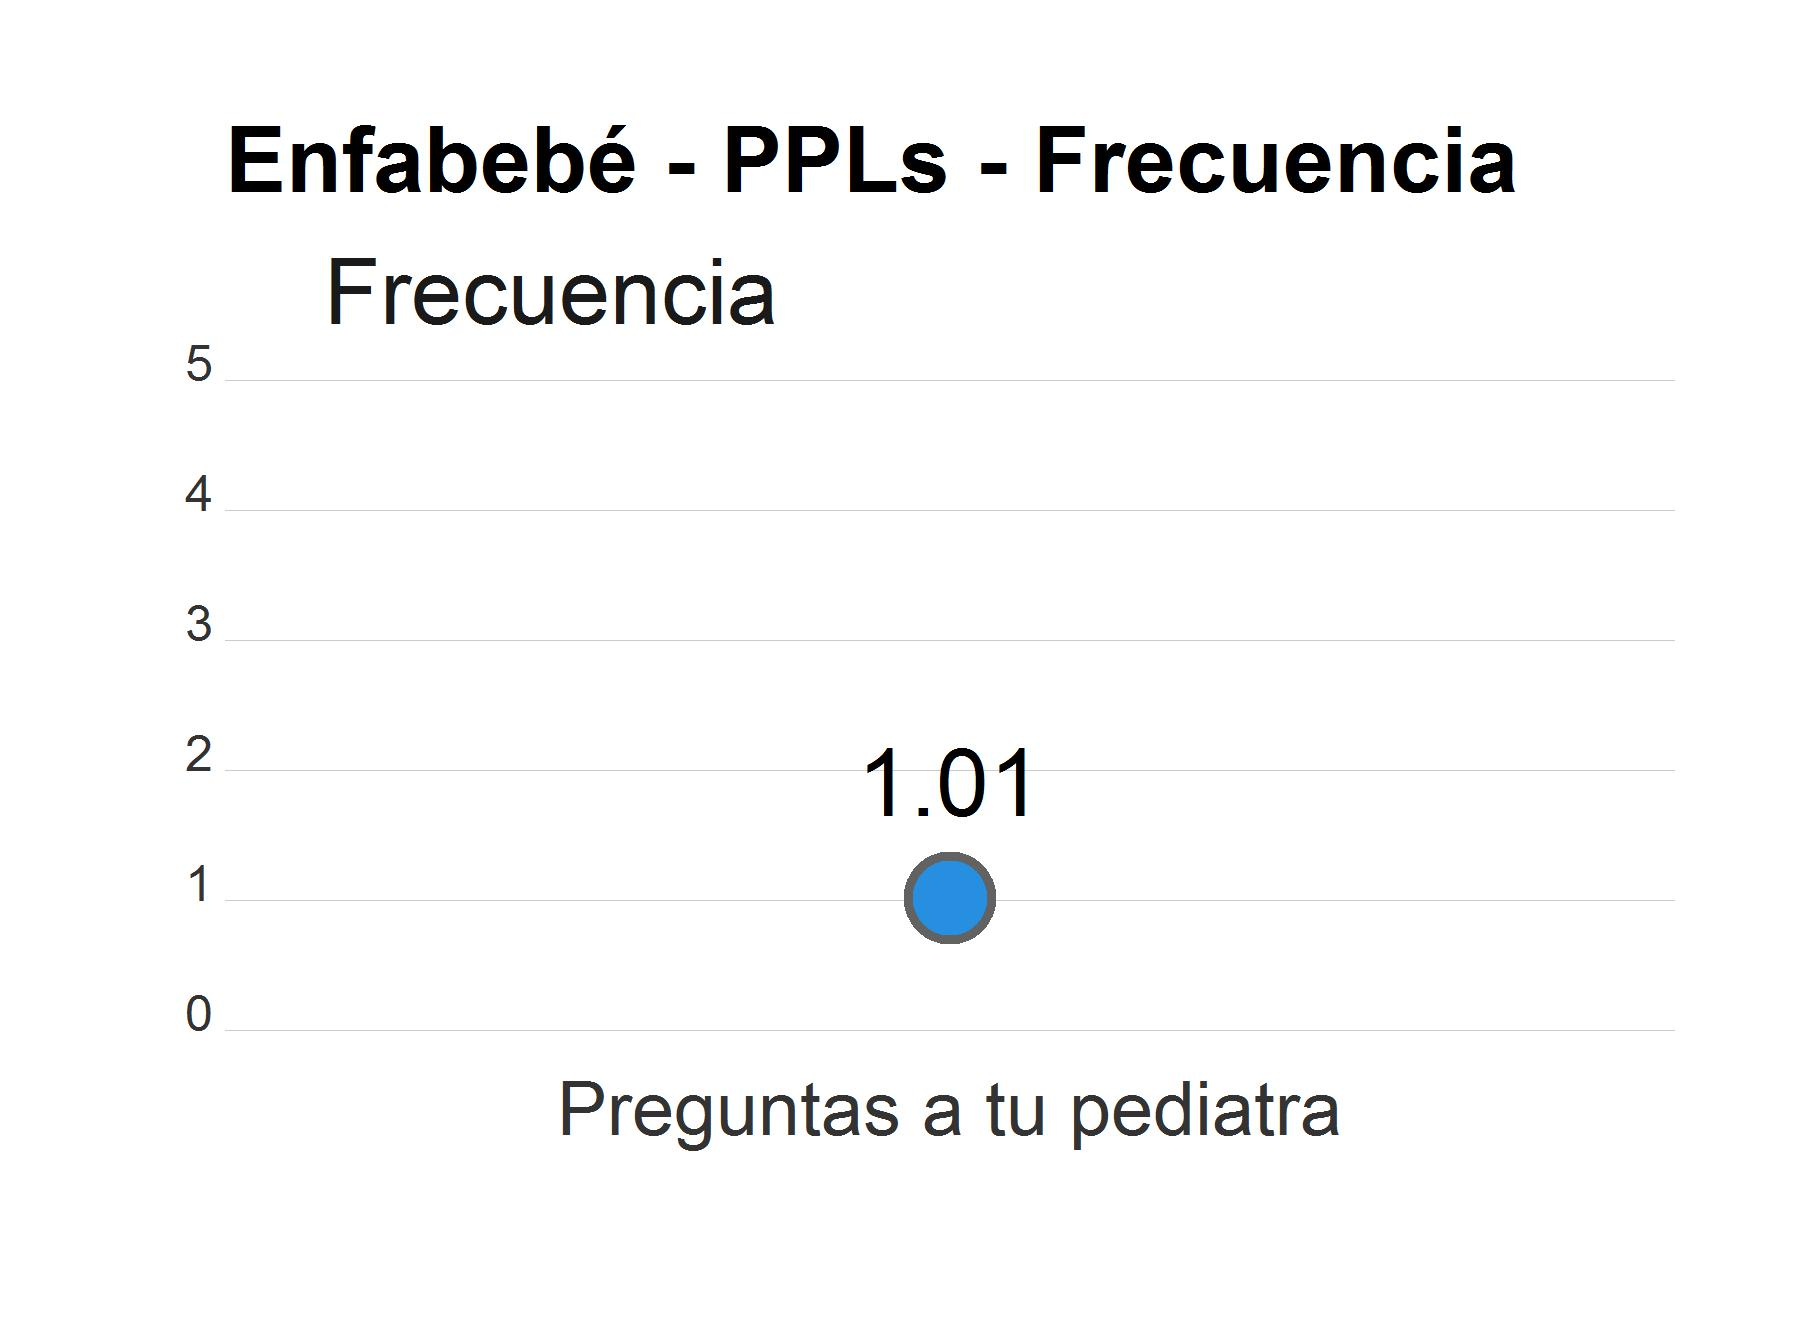 Enfabebé - PPLs - Frecuencia
Frecuencia
5
4
3
2
1.01
1
0
Preguntas a tu pediatra